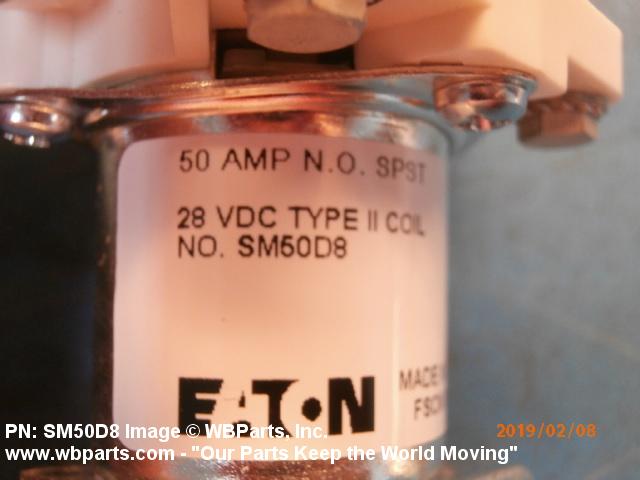 50 AMP N.O. SPST
28 VDC TYPE II COIL
NO. SM50D8
EATON
MADE
PN: SM50D8 Image © WBParts, Inc.
2019/02/08
www.wbparts.com - "Our Parts Keep the World Moving"